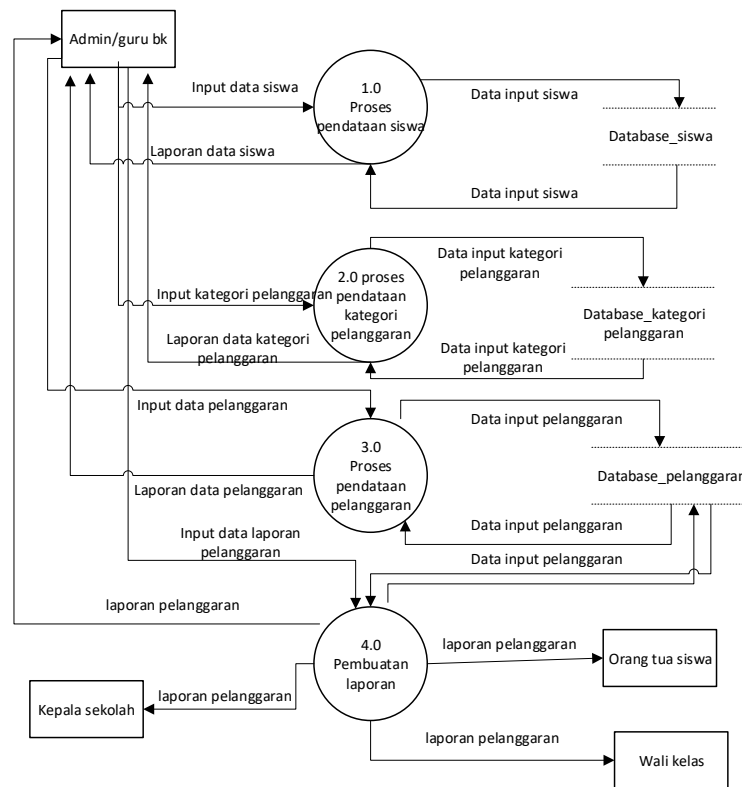 Admin/guru bk
1.0
Proses
pendataan siswa
Input data siswa
Data input siswa
Database_siswa
Laporan data siswa
Data input siswa
2.0 proses
pendataan
kategori
pelanggaran
Data input kategori
pelanggaran
Input kategori pelanggaran
Database_kategori
pelanggaran
Laporan data kategori
pelanggaran
Data input kategori
pelanggaran
Input data pelanggaran
Data input pelanggaran
3.0
Proses
pendataan
pelanggaran
Database_pelanggaran
Laporan data pelanggaran
Data input pelanggaran
Input data laporan
pelanggaran
Data input pelanggaran
laporan pelanggaran
4.0
Pembuatan
laporan
laporan pelanggaran
Orang tua siswa
laporan pelanggaran
Kepala sekolah
laporan pelanggaran
Wali kelas